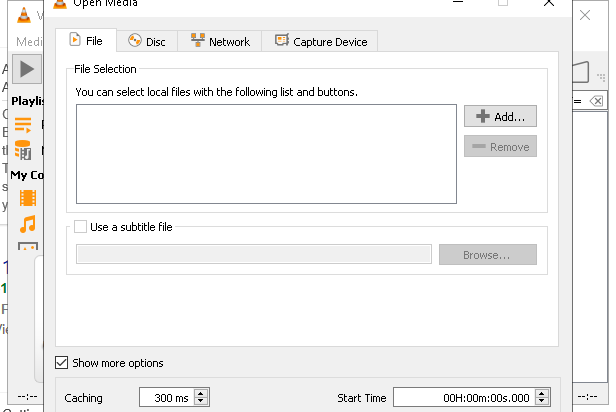 Open Media
Medi
File
Disc
Network
Capture Device
File Selection
You can select local files with the following list and buttons.
Add...
Remove
Playlis
My Co
Use a subtitle file
Browse...
Show more options
Caching
300 ms
Start Time
00H:00m:00s.000
--:--
--:--